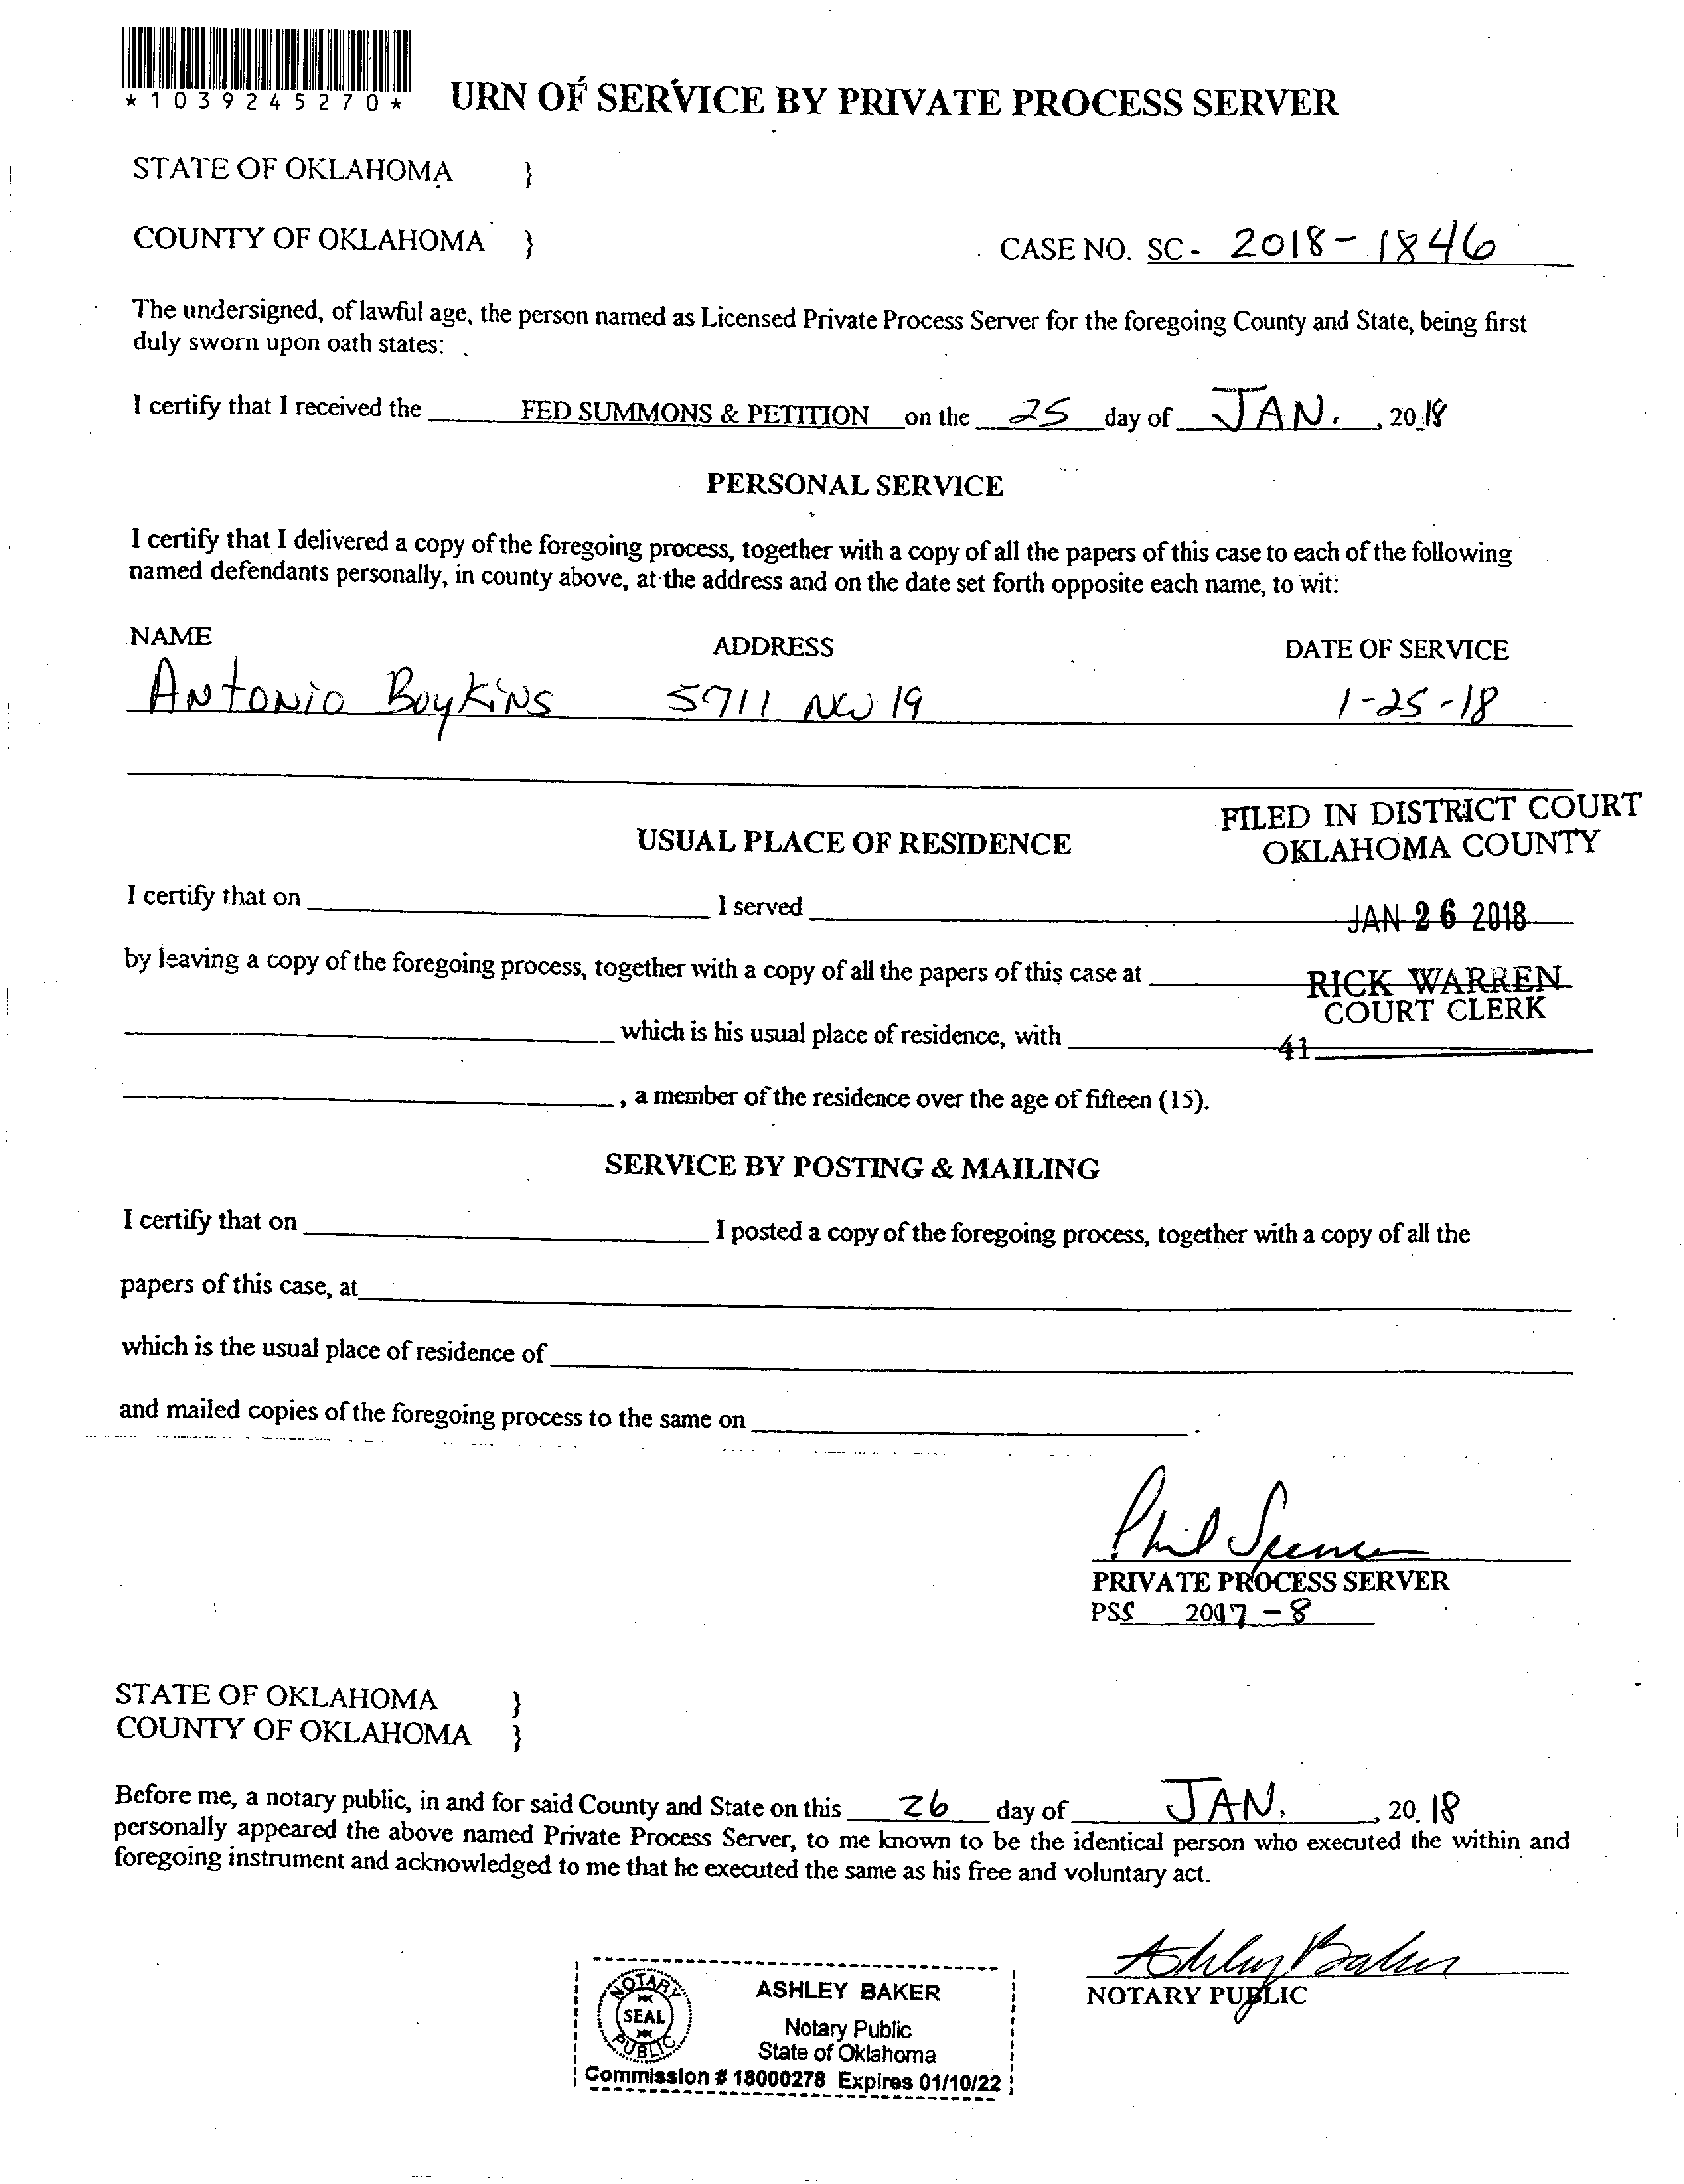 *1039245270*
URN OF SERVICE BY PRIVATE PROCESS SERVER
STATE OF OKLAHOMA }
COUNTY OF OKLAHOMA }
CASE NO. SC - 2018-1846
The undersigned, of lawful age, the person named as Licensed Private Process Server for the foregoing County and State, being first
duly sworn upon oath states:
I certify that I received the FED SUMMONS & PETITION on the 25 day of JAN. , 20 18
PERSONAL SERVICE
I certify that I delivered a copy of the foregoing process, together with a copy of all the papers of this case to each of the following
named defendants personally, in county above, at the address and on the date set forth opposite each name, to wit:
NAME ADDRESS DATE OF SERVICE
Antonio Boykins 5711 NW 19 1-25-18
FILED IN DISTRICT COURT
OKLAHOMA COUNTY
USUAL PLACE OF RESIDENCE
I certify that on I served
JAN 26 2018
by leaving a copy of the foregoing process, together with a copy of all the papers of this case at
RICK WARREN
COURT CLERK
which is his usual place of residence, with
41
, a member of the residence over the age of fifteen (15).
SERVICE BY POSTING & MAILING
I certify that on I posted a copy of the foregoing process, together with a copy of all the
papers of this case, at
which is the usual place of residence of
and mailed copies of the foregoing process to the same on .
Phil Spencer
PRIVATE PROCESS SERVER
PSS 2017-8
STATE OF OKLAHOMA }
COUNTY OF OKLAHOMA }
Before me, a notary public, in and for said County and State on this 26 day of JAN. , 20 18
personally appeared the above named Private Process Server, to me known to be the identical person who executed the within and
foregoing instrument and acknowledged to me that he executed the same as his free and voluntary act.
Ashley Baker
NOTARY PUBLIC
NOTARY
SEAL
PUBLIC
ASHLEY BAKER
Notary Public
State of Oklahoma
Commission # 18000278 Expires 01/10/22